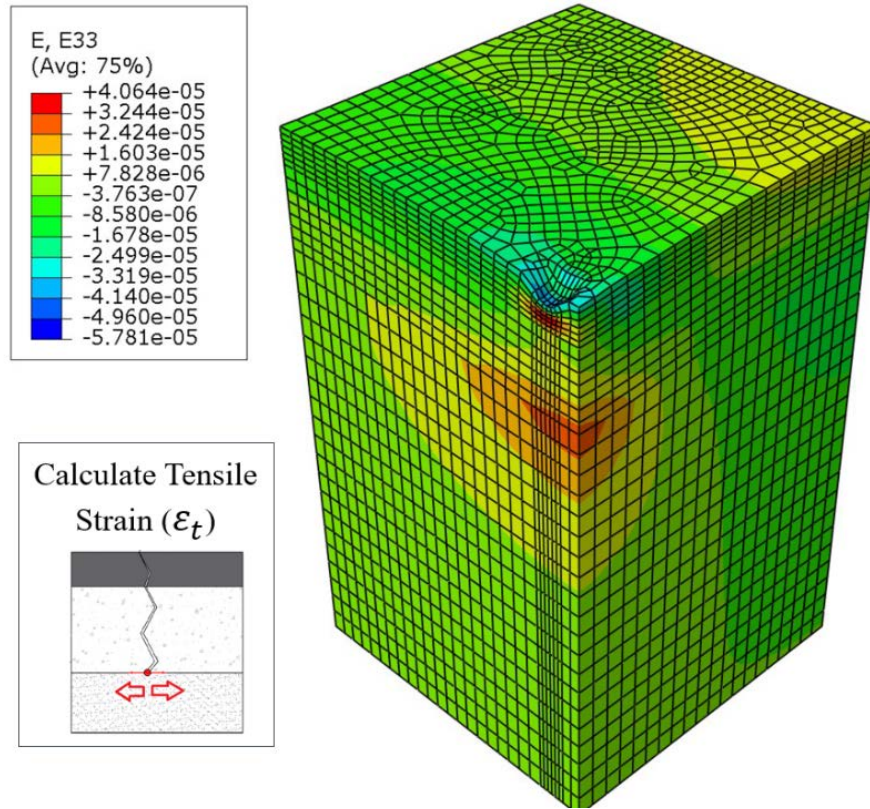 E, E33
(Avg: 75%)
+4.064e-05
+3.244e-05
+2.424e-05
+1.603e-05
+7.828e-06
-3.763e-07
-8.580e-06
-1.678e-05
-2.499e-05
-3.319e-05
-4.140e-05
-4.960e-05
-5.781e-05
Calculate Tensile
Strain (εt)